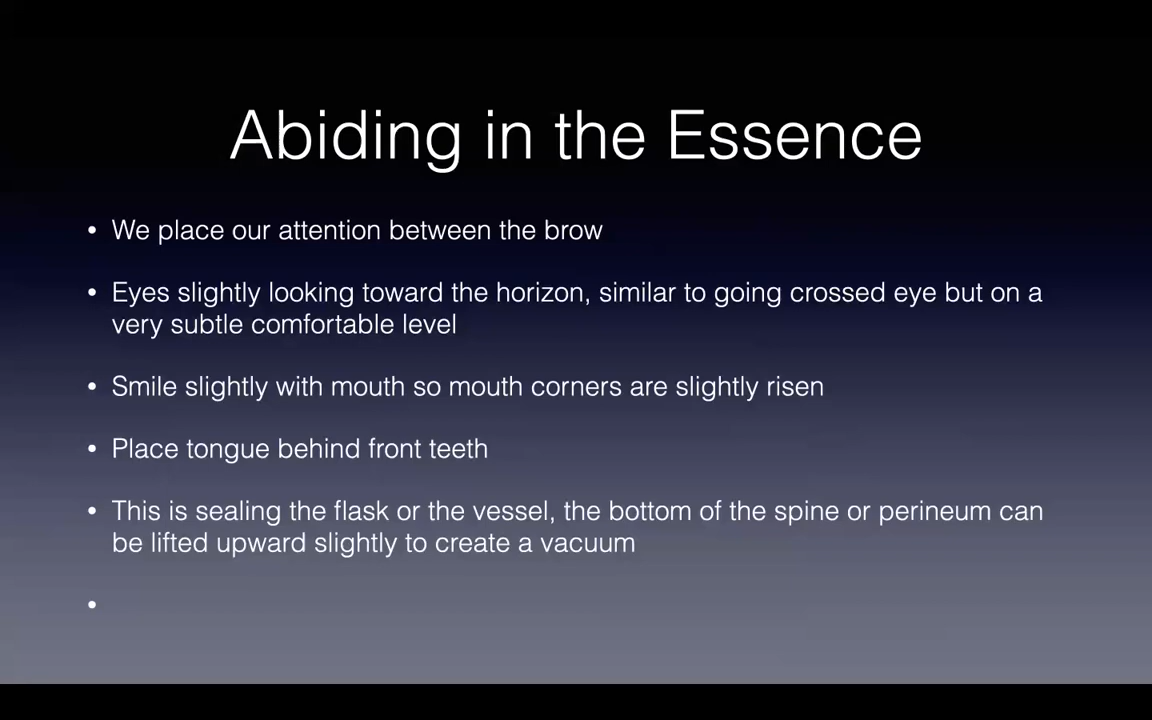 Abiding in the Essence
• We place our attention between the brow
• Eyes slightly looking toward the horizon, similar to going crossed eye but on a
very subtle comfortable level
• Smile slightly with mouth so mouth corners are slightly risen
• Place tongue behind front teeth
• This is sealing the flask or the vessel, the bottom of the spine or perineum can
be lifted upward slightly to create a vacuum
•